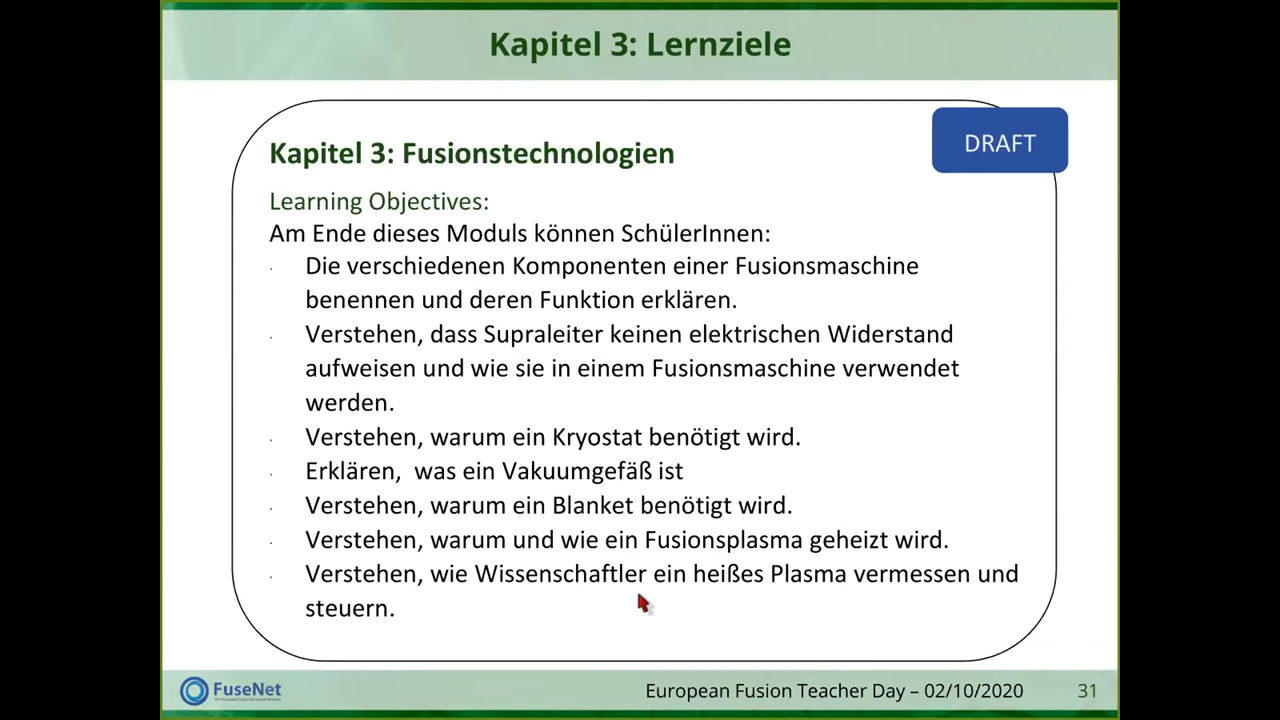 Kapitel 3: Lernziele
DRAFT
Kapitel 3: Fusionstechnologien
Learning Objectives:
Am Ende dieses Moduls können SchülerInnen:
· Die verschiedenen Komponenten einer Fusionsmaschine
benennen und deren Funktion erklären.
· Verstehen, dass Supraleiter keinen elektrischen Widerstand
aufweisen und wie sie in einem Fusionsmaschine verwendet
werden.
· Verstehen, warum ein Kryostat benötigt wird.
· Erklären,  was ein Vakuumgefäß ist
· Verstehen, warum ein Blanket benötigt wird.
· Verstehen, warum und wie ein Fusionsplasma geheizt wird.
· Verstehen, wie Wissenschaftler ein heißes Plasma vermessen und
steuern.
FuseNet
European Fusion Teacher Day – 02/10/2020
31